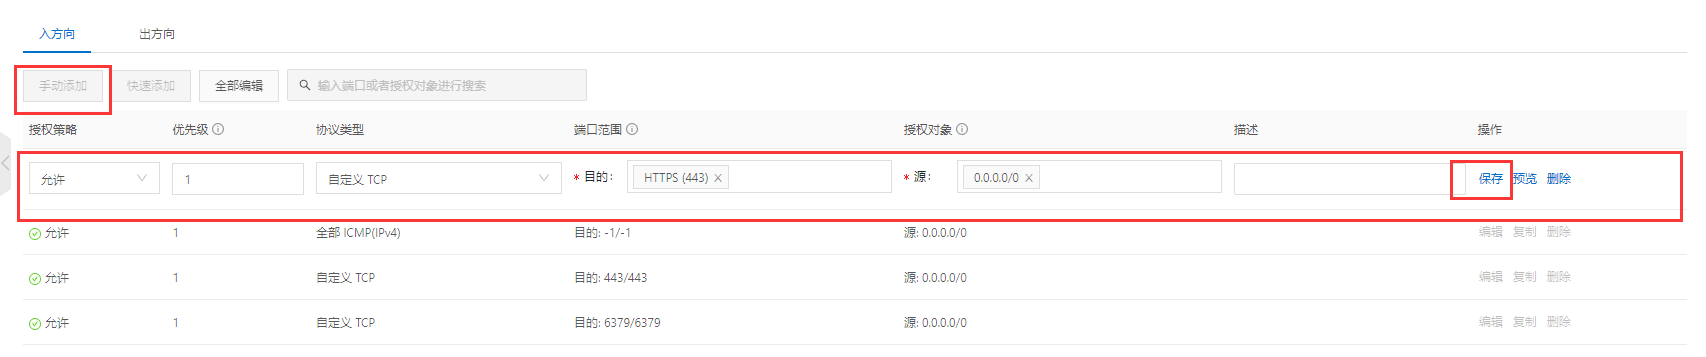 入方向 出方向
手动添加 快速添加 全部编辑 输入端口或者授权对象进行搜索
授权策略 优先级 协议类型 端口范围 授权对象 描述 操作
允许 1 自定义 TCP * 目的: HTTPS (443) × * 源: 0.0.0.0/0 × 保存 预览 删除
允许 1 全部 ICMP(IPv4) 目的: -1/-1 源: 0.0.0.0/0 编辑 复制 删除
允许 1 自定义 TCP 目的: 443/443 源: 0.0.0.0/0 编辑 复制 删除
允许 1 自定义 TCP 目的: 6379/6379 源: 0.0.0.0/0 编辑 复制 删除